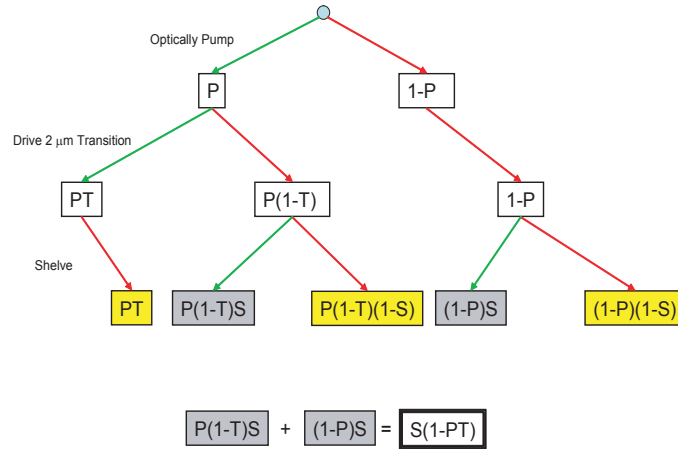 Optically Pump
P
1-P
Drive 2 μm Transition
PT
P(1-T)
1-P
Shelve
PT
P(1-T)S
P(1-T)(1-S)
(1-P)S
(1-P)(1-S)
P(1-T)S + (1-P)S = S(1-PT)